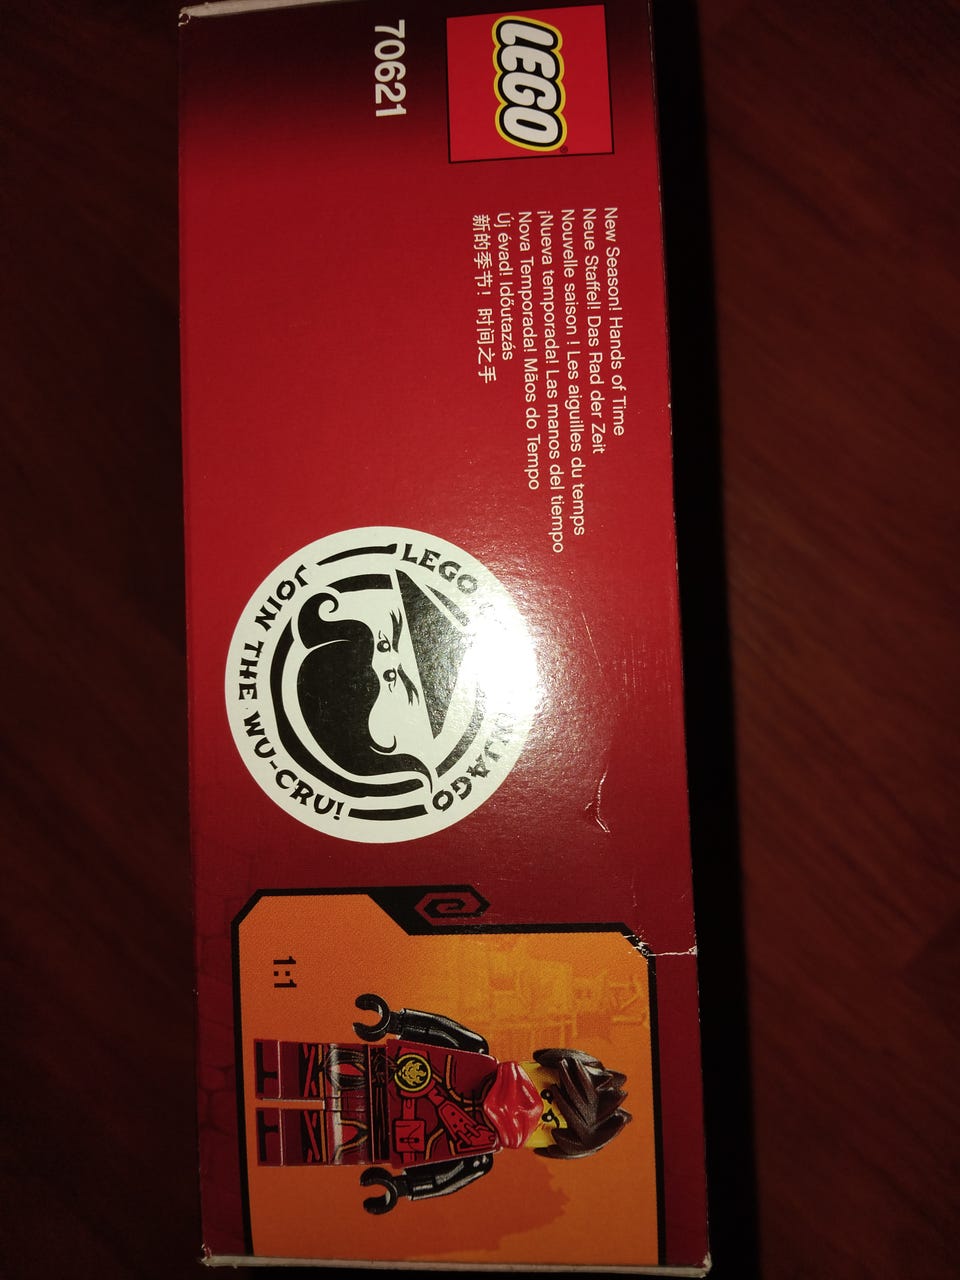 LEGO®
70621
New Season! Hands of Time
Neue Staffel! Das Rad der Zeit
Nouvelle saison ! Les aiguilles du temps
¡Nueva temporada! Las manos del tiempo
Nova Temporada! Mãos do Tempo
Új évad! Időutazás
新的季节！时间之手
LEGO NJAGO
JOIN THE WU-CRU!
1:1